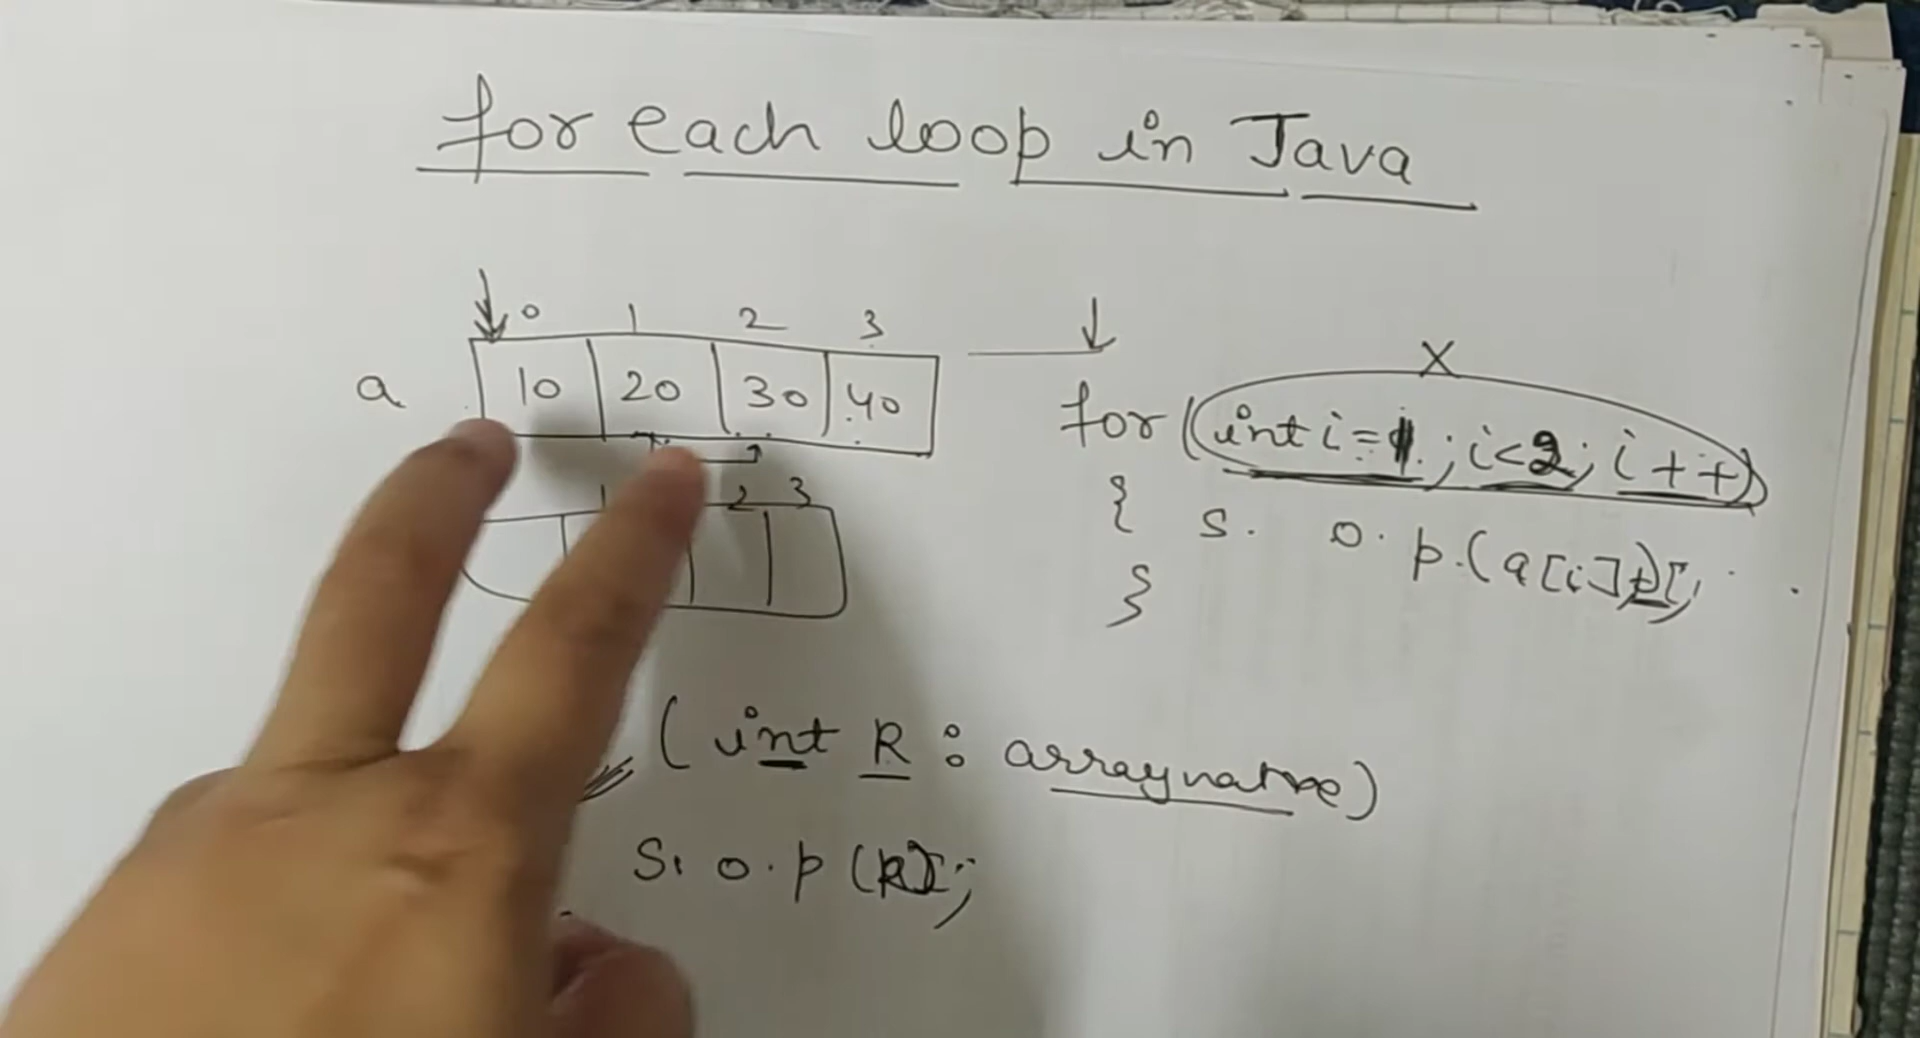 for each loop in Java
0 1 2 3
a 10 20 30 40
for (int i=1; i<2; i++)
X
{ S. o. p.(a[i]);
}
1 2 3
(int R : arrayname)
S. o. p (R);